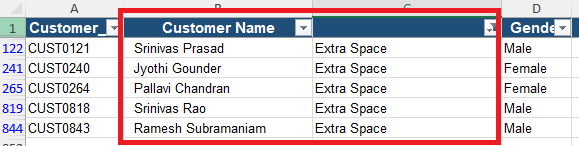 A B C D
1 Customer_ Customer Name Gende
122 CUST0121 Srinivas Prasad Extra Space Male
241 CUST0240 Jyothi Gounder Extra Space Female
265 CUST0264 Pallavi Chandran Extra Space Female
819 CUST0818 Srinivas Rao Extra Space Male
844 CUST0843 Ramesh Subramaniam Extra Space Male